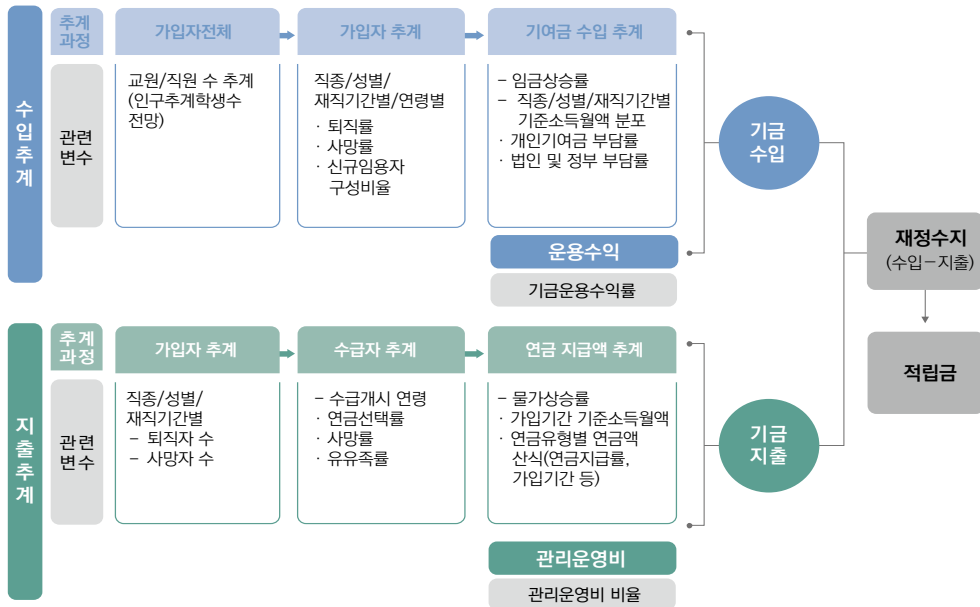 수입추계
추계
과정
가입자전체
가입자 추계
기여금 수입 추계
관련
변수
교원/직원 수 추계
(인구추계학생수
전망)
직종/성별/
재직기간별/연령별
· 퇴직률
· 사망률
· 신규임용자
구성비율
- 임금상승률
- 직종/성별/재직기간별
기준소득월액 분포
· 개인기여금 부담률
· 법인 및 정부 부담률
운용수익
기금운용수익률
기금
수입
지출추계
추계
과정
가입자 추계
수급자 추계
연금 지급액 추계
관련
변수
직종/성별/
재직기간별
- 퇴직자 수
- 사망자 수
- 수급개시 연령
· 연금선택률
· 사망률
· 유유족률
- 물가상승률
· 가입기간 기준소득월액
· 연금유형별 연금액
산식(연금지급률,
가입기간 등)
관리운영비
관리운영비 비율
기금
지출
재정수지
(수입-지출)
적립금